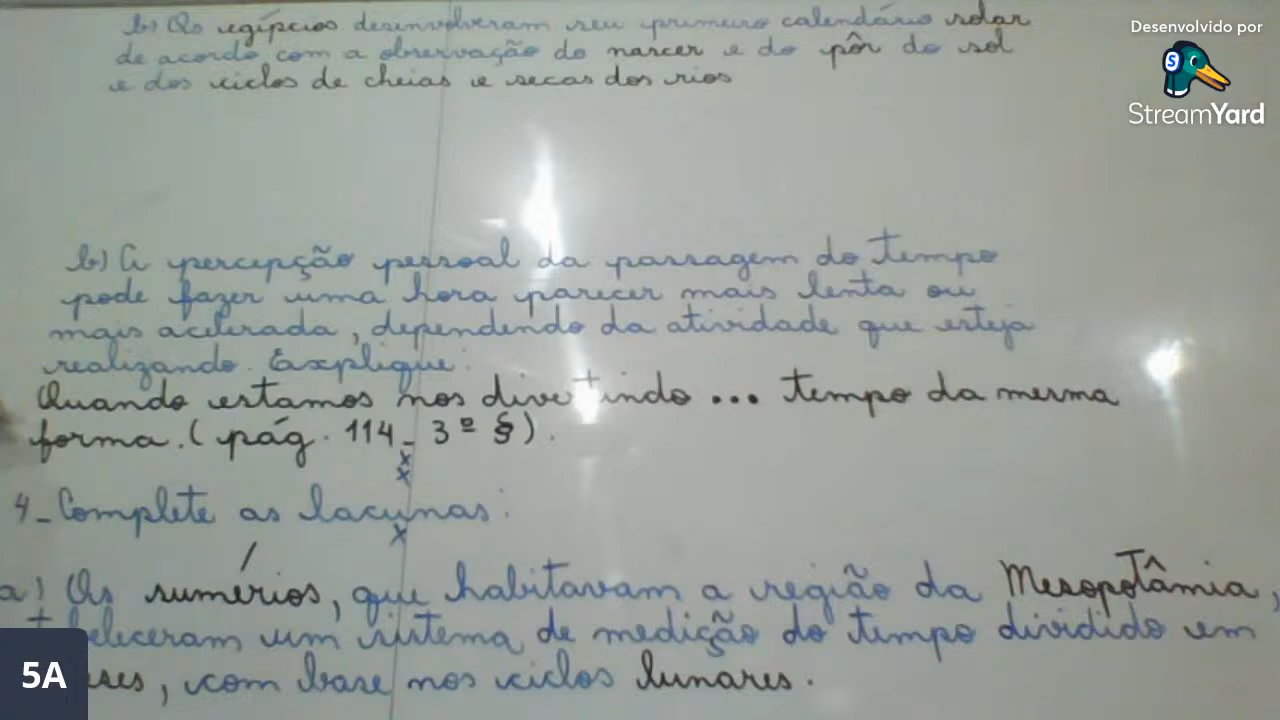 b) Os egípcios desenvolveram seu primeiro calendário solar
de acordo com a observação do nascer e do pôr do sol
e dos ciclos de cheias e secas dos rios
Desenvolvido por
StreamYard
b) A percepção pessoal da passagem do tempo
pode fazer uma hora parecer mais lenta ou
mais acelerada, dependendo da atividade que esteja
realizando. Explique:
Quando estamos nos divertindo ... tempo da mesma
forma. (pág. 114 - 3º §).
4 - Complete as lacunas:
a) Os sumérios, que habitavam a região da Mesopotâmia,
um sistema de medição do tempo dividido em
, com base nos ciclos lunares.
5A